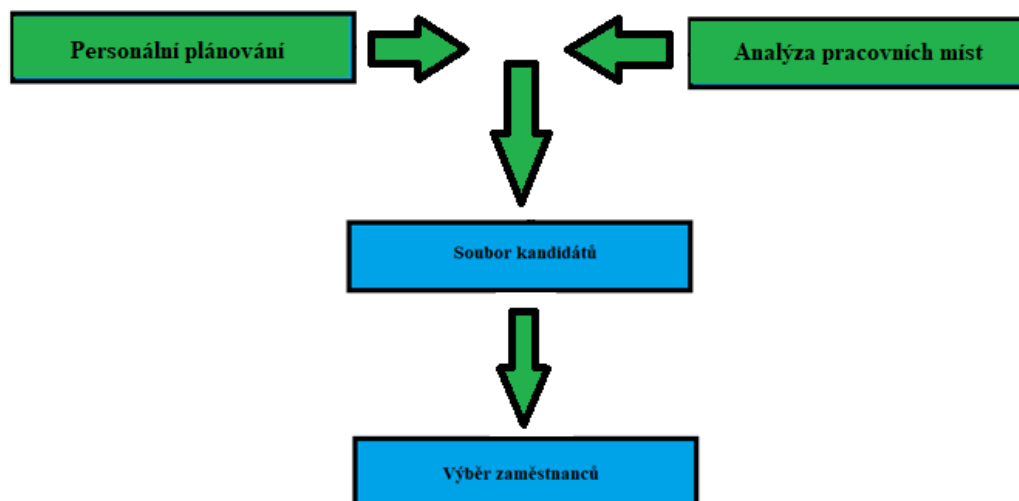 Personální plánování
Analýza pracovních míst
Soubor kandidátů
Výběr zaměstnanců